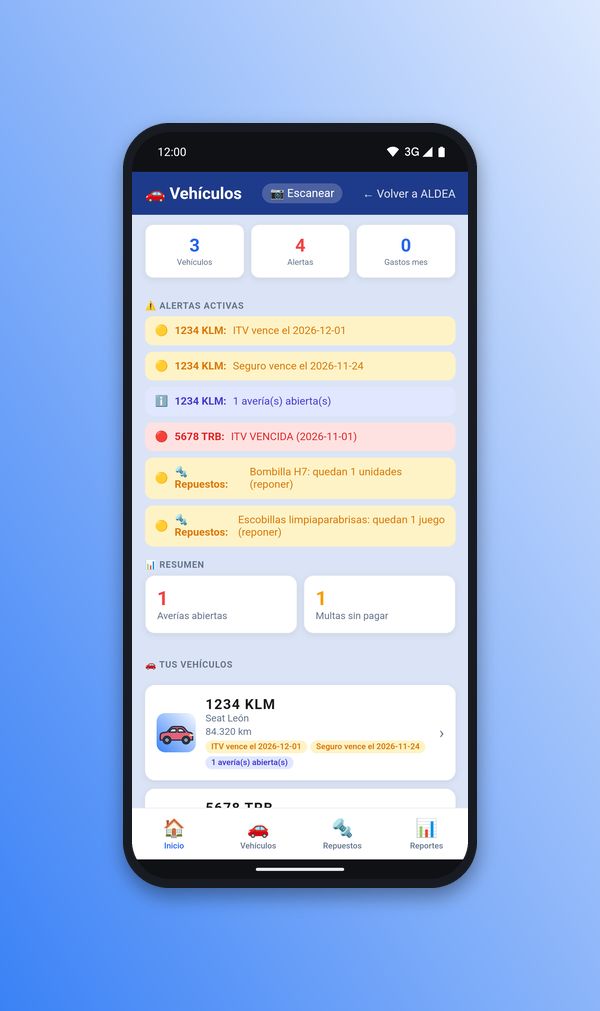 12:00
3G
🚗 Vehículos
📷 Escanear
← Volver a ALDEA
3
Vehículos
4
Alertas
0
Gastos mes
⚠️ ALERTAS ACTIVAS
🟡 1234 KLM: ITV vence el 2026-12-01
🟡 1234 KLM: Seguro vence el 2026-11-24
ℹ️ 1234 KLM: 1 avería(s) abierta(s)
🔴 5678 TRB: ITV VENCIDA (2026-11-01)
🟡 🔩 Repuestos: Bombilla H7: quedan 1 unidades
(reponer)
🟡 🔩 Repuestos: Escobillas limpiaparabrisas: quedan 1 juego
(reponer)
📊 RESUMEN
1
Averías abiertas
1
Multas sin pagar
🚗 TUS VEHÍCULOS
1234 KLM
Seat León
84.320 km
ITV vence el 2026-12-01
Seguro vence el 2026-11-24
1 avería(s) abierta(s)
›
5678 TRB
Inicio
Vehículos
Repuestos
Reportes